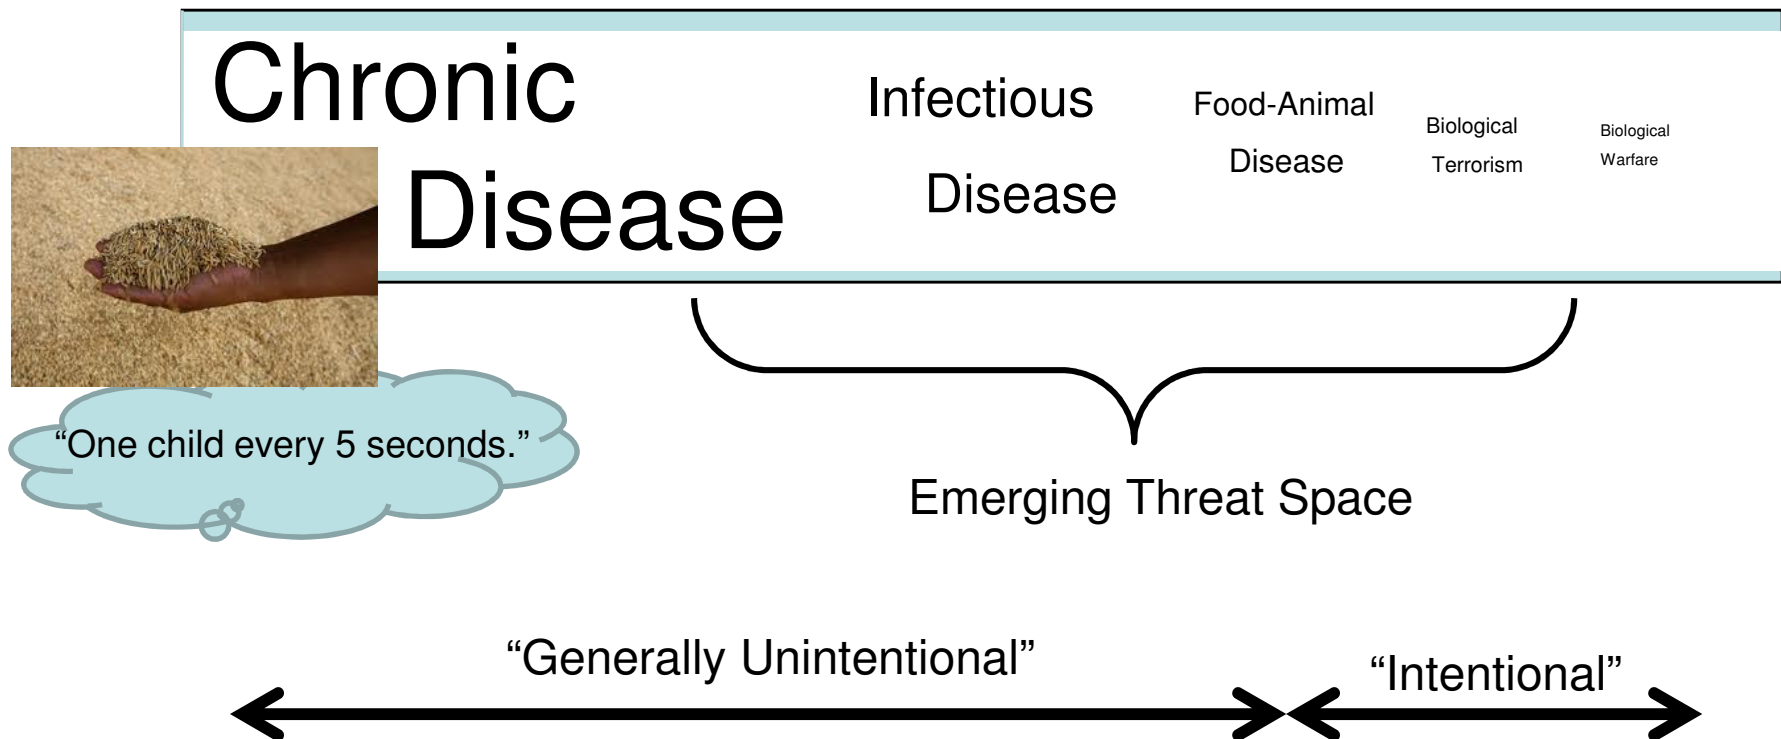 Chronic
Disease
Infectious
Disease
Food-Animal
Disease
Biological
Terrorism
Biological
Warfare
“One child every 5 seconds.”
Emerging Threat Space
“Generally Unintentional”
“Intentional”